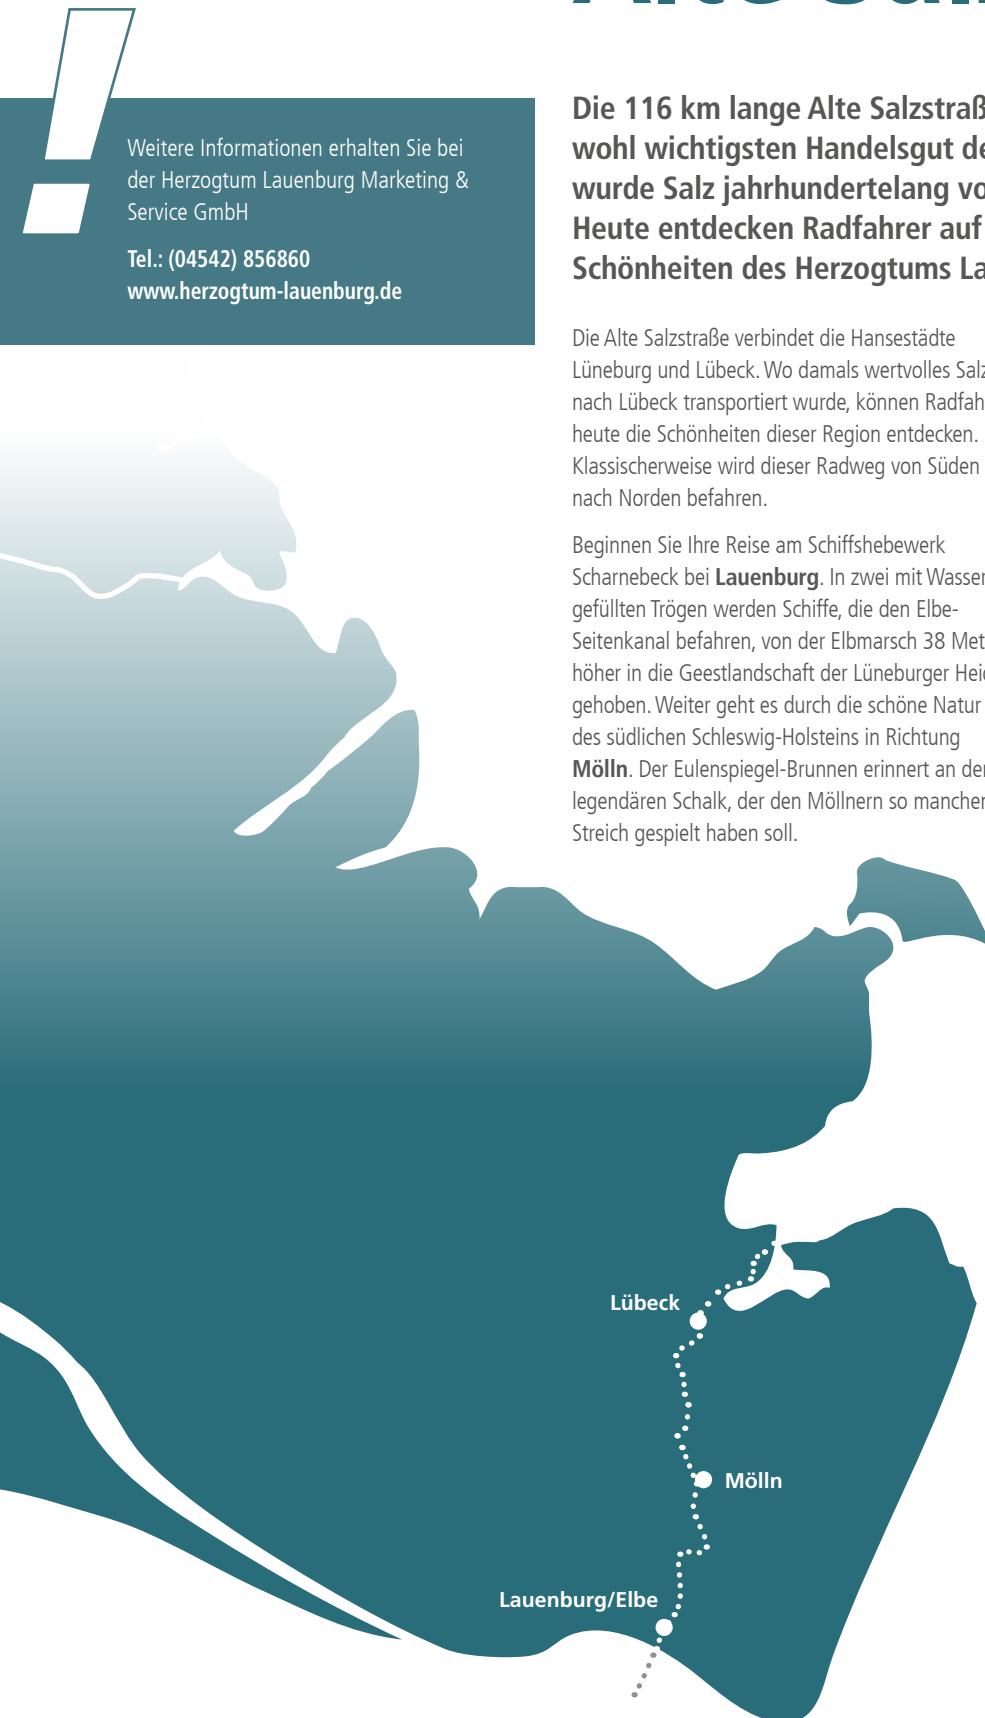 Weitere Informationen erhalten Sie bei
der Herzogtum Lauenburg Marketing &
Service GmbH
Tel.: (04542) 856860
www.herzogtum-lauenburg.de
Die 116 km lange Alte Salzstraß
wohl wichtigsten Handelsgut de
wurde Salz jahrhundertelang vo
Heute entdecken Radfahrer auf
Schönheiten des Herzogtums La
Die Alte Salzstraße verbindet die Hansestädte
Lüneburg und Lübeck. Wo damals wertvolles Salz
nach Lübeck transportiert wurde, können Radfah
heute die Schönheiten dieser Region entdecken.
Klassischerweise wird dieser Radweg von Süden
nach Norden befahren.
Beginnen Sie Ihre Reise am Schiffshebewerk
Scharnebeck bei Lauenburg. In zwei mit Wasser
gefüllten Trögen werden Schiffe, die den Elbe-
Seitenkanal befahren, von der Elbmarsch 38 Met
höher in die Geestlandschaft der Lüneburger Heid
gehoben. Weiter geht es durch die schöne Natur
des südlichen Schleswig-Holsteins in Richtung
Mölln. Der Eulenspiegel-Brunnen erinnert an den
legendären Schalk, der den Möllnern so manchen
Streich gespielt haben soll.
Lübeck
Mölln
Lauenburg/Elbe